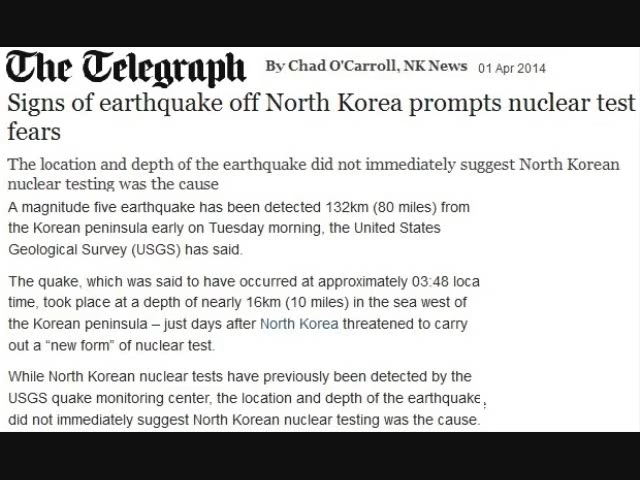 The Telegraph By Chad O'Carroll, NK News 01 Apr 2014
Signs of earthquake off North Korea prompts nuclear test
fears
The location and depth of the earthquake did not immediately suggest North Korean
nuclear testing was the cause
A magnitude five earthquake has been detected 132km (80 miles) from
the Korean peninsula early on Tuesday morning, the United States
Geological Survey (USGS) has said.
The quake, which was said to have occurred at approximately 03:48 loca
time, took place at a depth of nearly 16km (10 miles) in the sea west of
the Korean peninsula – just days after North Korea threatened to carry
out a “new form” of nuclear test.
While North Korean nuclear tests have previously been detected by the
USGS quake monitoring center, the location and depth of the earthquake,
did not immediately suggest North Korean nuclear testing was the cause.